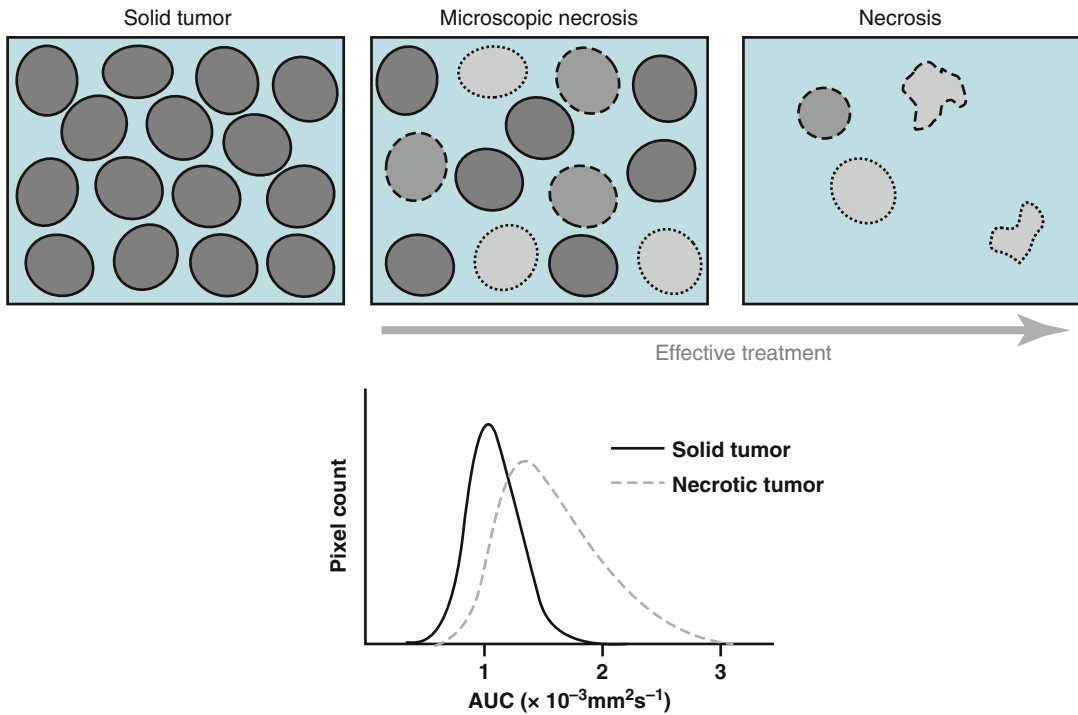 Solid tumor
Microscopic necrosis
Necrosis
Effective treatment
Pixel count
Solid tumor
Necrotic tumor
1 2 3
AUC (× 10⁻³mm²s⁻¹)